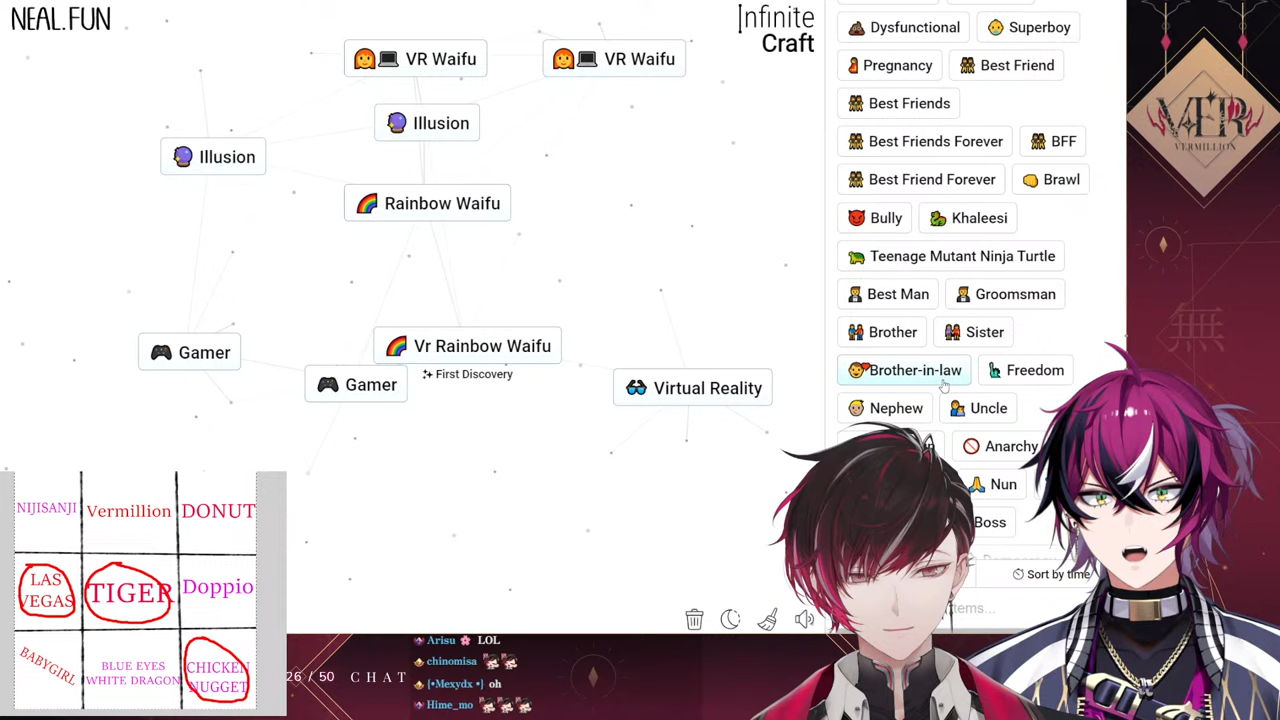 NEAL.FUN
Infinite
Craft
VR Waifu
VR Waifu
Illusion
Illusion
Rainbow Waifu
Gamer
Vr Rainbow Waifu
First Discovery
Gamer
Virtual Reality
Dysfunctional
Superboy
Pregnancy
Best Friend
Best Friends
Best Friends Forever
BFF
Best Friend Forever
Brawl
Bully
Khaleesi
Teenage Mutant Ninja Turtle
Best Man
Groomsman
Brother
Sister
Brother-in-law
Freedom
Nephew
Uncle
Anarchy
Nun
Boss
Sort by time
VER
VERMILLION
無
NIJISANJI
Vermillion
DONUT
LAS
VEGAS
TIGER
Doppio
BABYGIRL
BLUE EYES
WHITE DRAGON
CHICKEN
NUGGET
26 / 50
CHAT
Arisu LOL
chinomisa
{•Mexydx •} oh
Hime_mo